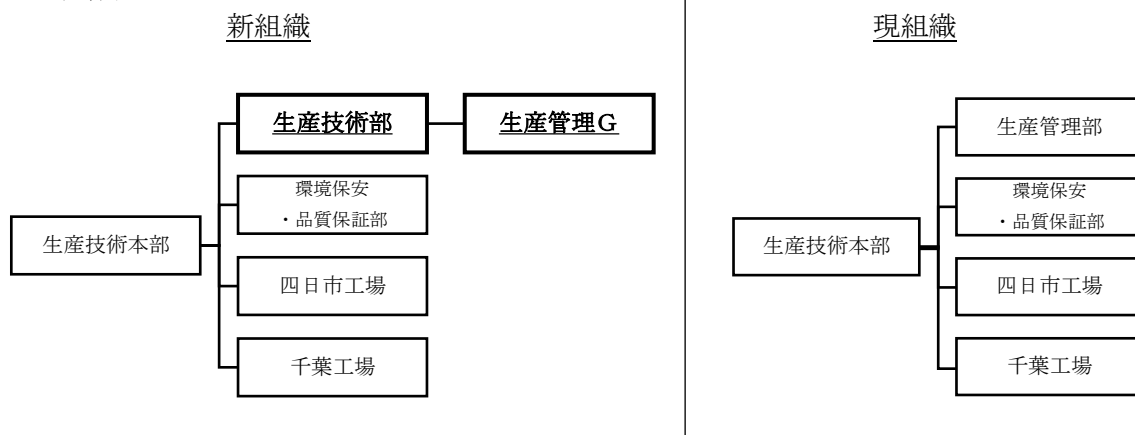 新組織
生産技術部
生産管理G
環境保安
・品質保証部
生産技術本部
四日市工場
千葉工場
現組織
生産管理部
環境保安
・品質保証部
生産技術本部
四日市工場
千葉工場